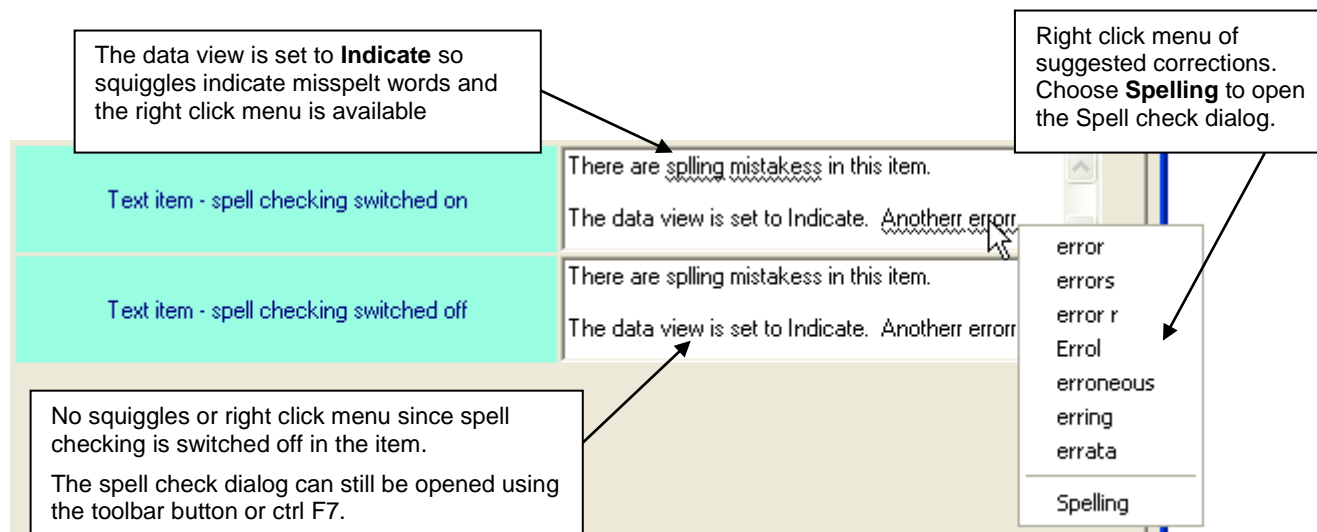 The data view is set to Indicate so
squiggles indicate misspelt words and
the right click menu is available
Right click menu of
suggested corrections.
Choose Spelling to open
the Spell check dialog.
Text item - spell checking switched on
There are splling mistakess in this item.
The data view is set to Indicate.  Anotherr errorr
Text item - spell checking switched off
There are splling mistakess in this item.
The data view is set to Indicate.  Anotherr errorr
error
errors
error r
Errol
erroneous
erring
errata
Spelling
No squiggles or right click menu since spell
checking is switched off in the item.
The spell check dialog can still be opened using
the toolbar button or ctrl F7.